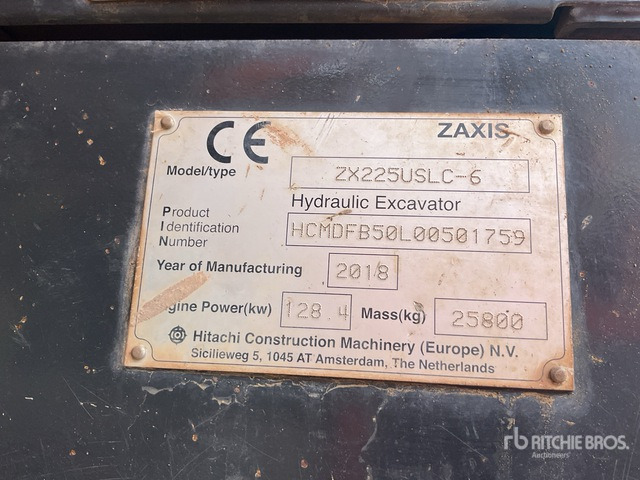 CE ZAXIS
Model/type ZX225USLC-6
Hydraulic Excavator
Product
Identification HCMDFB50L00501759
Number
Year of Manufacturing 2018
gine Power(kw) 128.4 Mass(kg) 25800
Hitachi Construction Machinery (Europe) N.V.
Sicilieweg 5, 1045 AT Amsterdam, The Netherlands
rb RITCHIE BROS.
Auctioneers